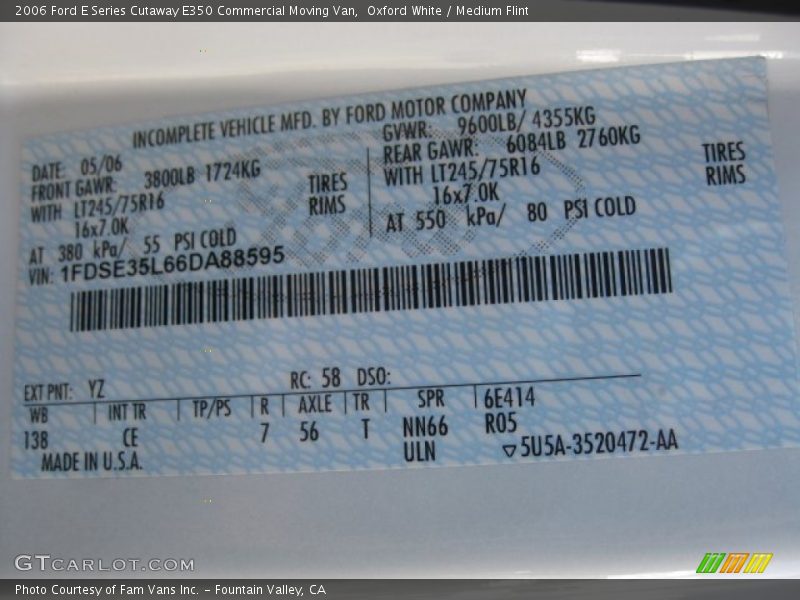 2006 Ford E Series Cutaway E350 Commercial Moving Van, Oxford White / Medium Flint
INCOMPLETE VEHICLE MFD. BY FORD MOTOR COMPANY
DATE: 05/06 GVWR: 9600LB/ 4355KG
FRONT GAWR: 3800LB 1724KG REAR GAWR: 6084LB 2760KG
WITH LT245/75R16 TIRES WITH LT245/75R16 TIRES
16x7.0K RIMS 16x7.0K RIMS
AT 380 kPa/ 55 PSI COLD AT 550 kPa/ 80 PSI COLD
VIN: 1FDSE35L66DA88595
EXT PNT: YZ RC: 58 DSO:
WB INT TR TP/PS R AXLE TR SPR 6E414
138 CE 7 56 T NN66 R05
MADE IN U.S.A. ULN 5U5A-3520472-AA
GTCARLOT.COM
Photo Courtesy of Fam Vans Inc. – Fountain Valley, CA